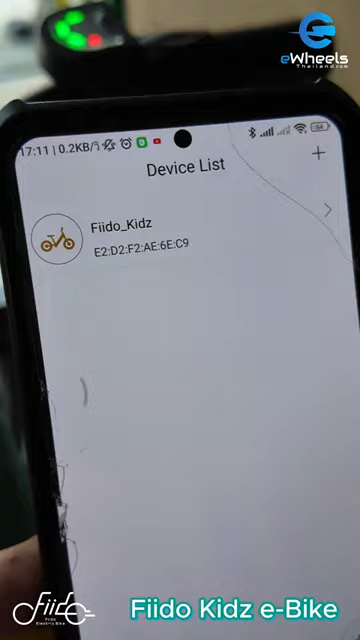 eWheels
Thailand.com
17:11 | 0.2KB/s
Device List
+
Fiido_Kidz
E2:D2:F2:AE:6E:C9
Fiido
Fiido
Electric Bike
Fiido Kidz e-Bike